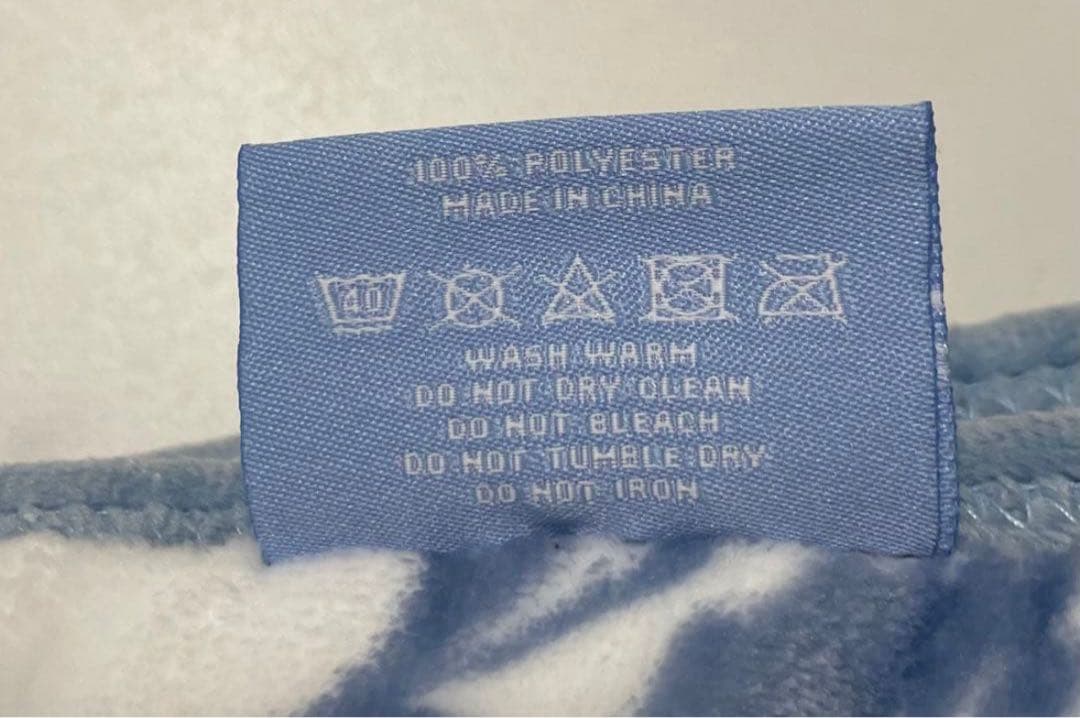 100% POLYESTER
MADE IN CHINA
40
WASH WARM
DO NOT DRY CLEAN
DO NOT BLEACH
DO NOT TUMBLE DRY
DO NOT IRON